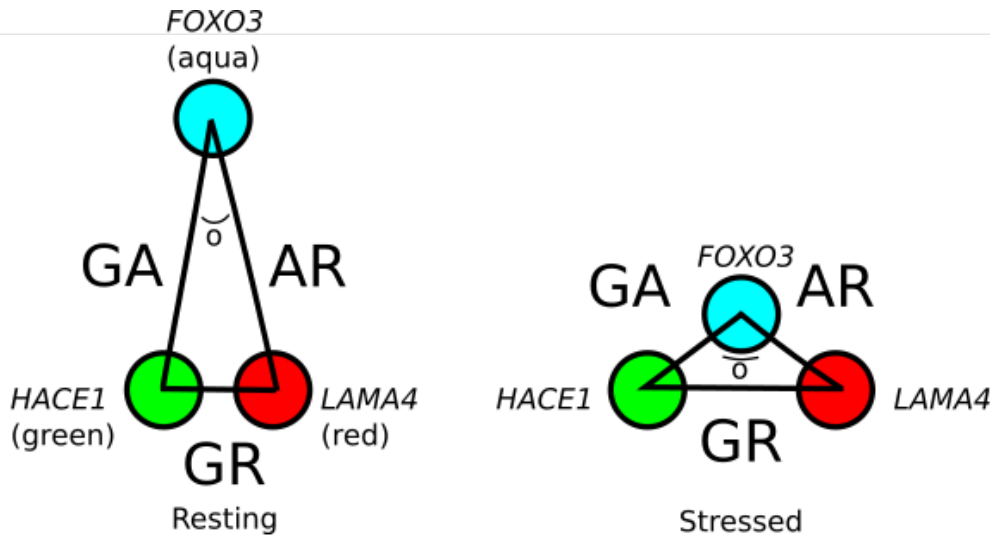 FOXO3
(aqua)
GA
AR
o
HACE1
(green)
LAMA4
(red)
GR
Resting
FOXO3
GA
AR
o
HACE1
LAMA4
GR
Stressed